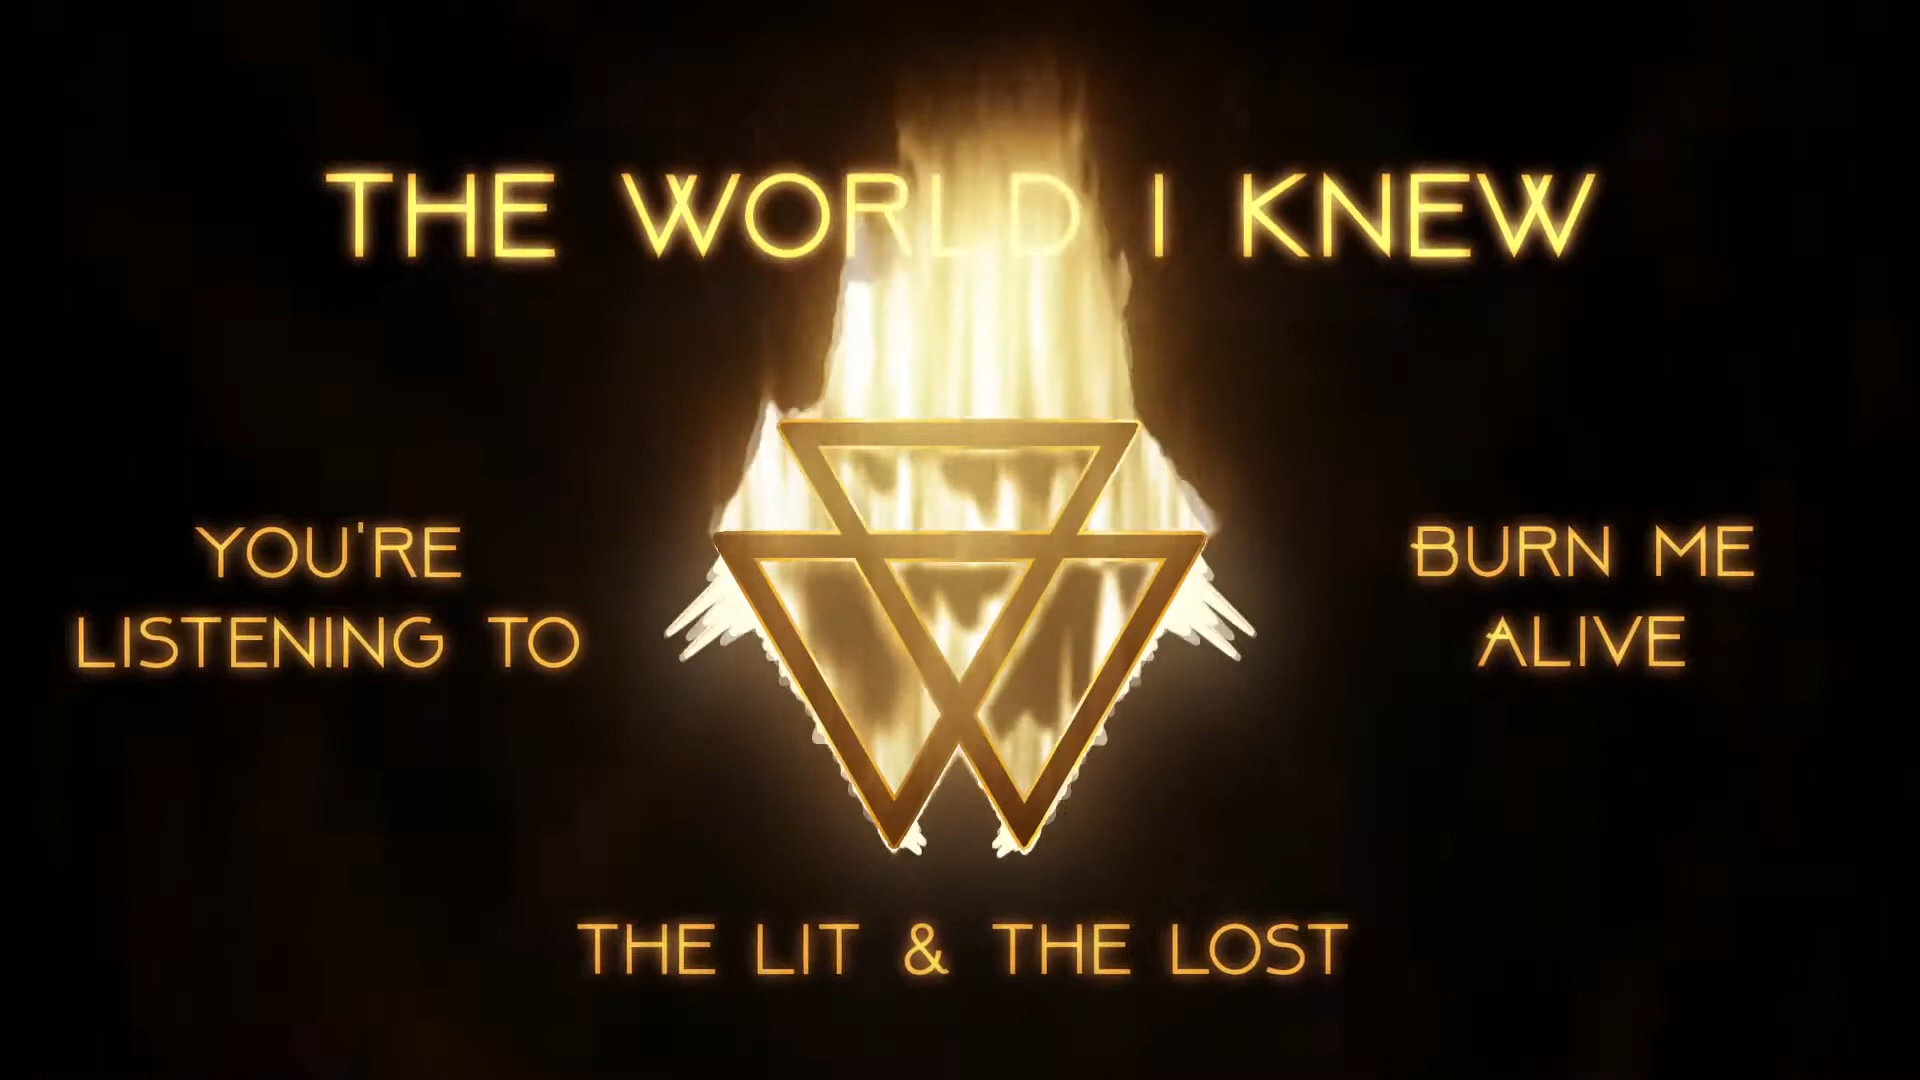 THE WORLD I KNEW
YOU'RE
LISTENING TO
BURN ME
ALIVE
THE LIT & THE LOST